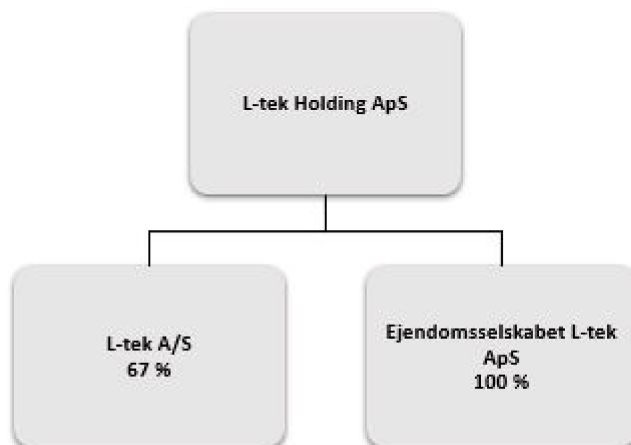 L-tek Holding ApS
L-tek A/S
67 %
Ejendomsselskabet L-tek
ApS
100 %